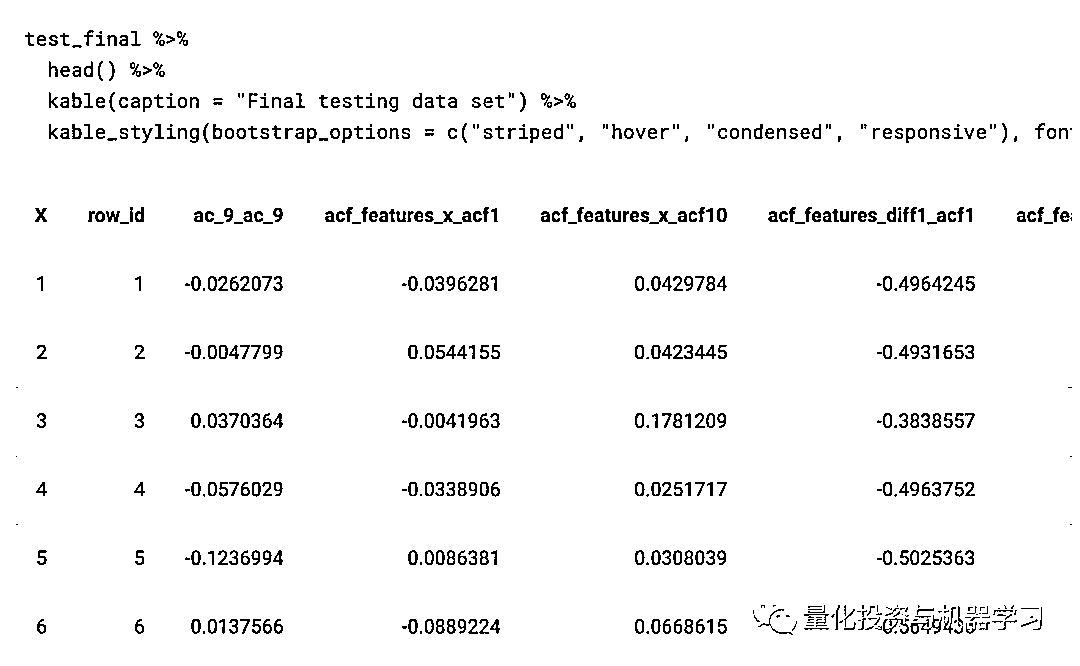 test_final %>%
head() %>%
kable(caption = "Final testing data set") %>%
kable_styling(bootstrap_options = c("striped", "hover", "condensed", "responsive"), font
X row_id ac_9_ac_9 acf_features_x_acf1 acf_features_x_acf10 acf_features_diff1_acf1 acf_fea
1 1 -0.0262073 -0.0396281 0.0429784 -0.4964245
2 2 -0.0047799 0.0544155 0.0423445 -0.4931653
3 3 0.0370364 -0.0041963 0.1781209 -0.3838557
4 4 -0.0576029 -0.0338906 0.0251717 -0.4963752
5 5 -0.1236994 0.0086381 0.0308039 -0.5025363
6 6 0.0137566 -0.0889224 0.0668615
量化投资与机器学习